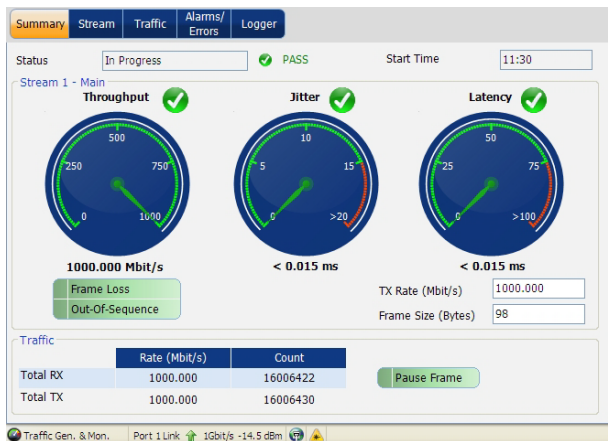 Summary Stream Traffic Alarms/ Errors Logger
Status In Progress PASS Start Time 11:30
Stream 1 - Main
Throughput Jitter Latency
500 10 50
250 750 5 15 25 75
0 1000 0 >20 0 >100
1000.000 Mbit/s < 0.015 ms < 0.015 ms
Frame Loss
Out-Of-Sequence
TX Rate (Mbit/s) 1000.000
Frame Size (Bytes) 98
Traffic
Rate (Mbit/s) Count
Total RX 1000.000 16006422
Pause Frame
Total TX 1000.000 16006430
Traffic Gen. & Mon. Port 1 Link 1Gbit/s -14.5 dBm